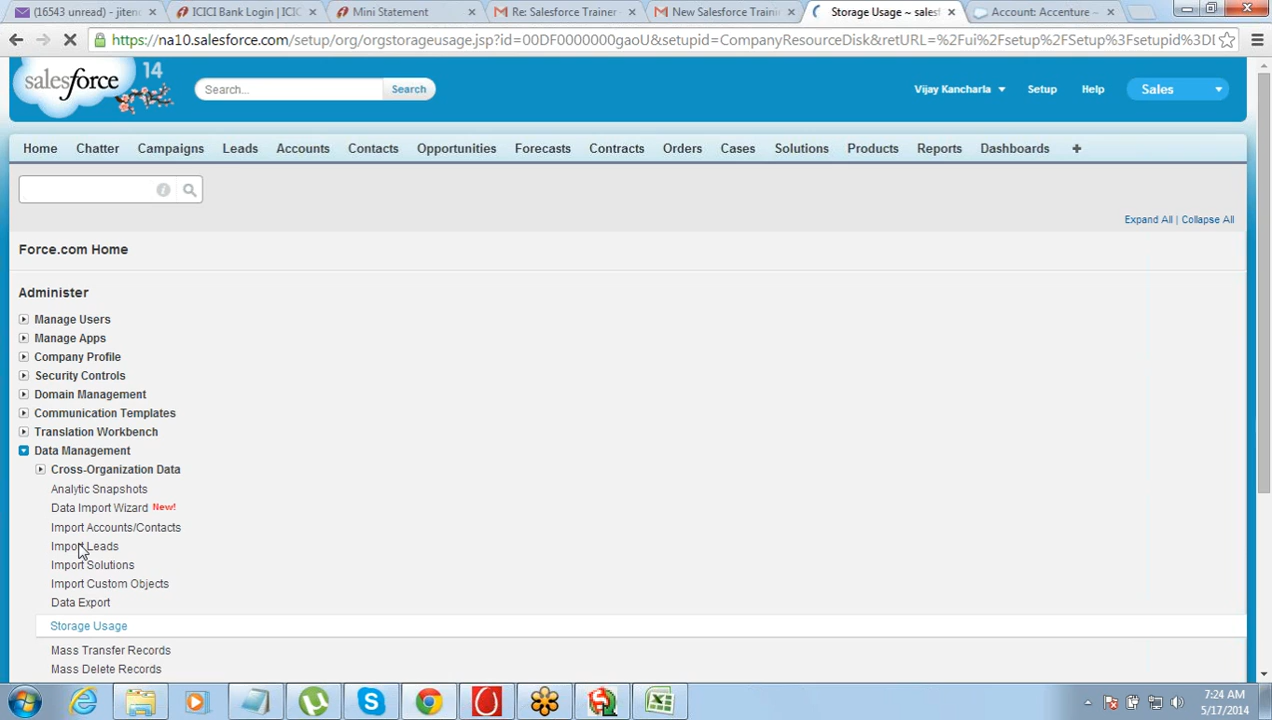 (16543 unread) - jitend
ICICI Bank Login | ICIC
Mini Statement
Re: Salesforce Trainer -
New Salesforce Trainin
Storage Usage ~ salesf
Account: Accenture ~
https://na10.salesforce.com/setup/org/orgstorageusage.jsp?id=00DF0000000gaoU&setupid=CompanyResourceDisk&retURL=%2Fui%2Fsetup%2FSetup%3Fsetupid%3D
salesforce 14
Search...
Search
Vijay Kancharla
Setup
Help
Sales
Home
Chatter
Campaigns
Leads
Accounts
Contacts
Opportunities
Forecasts
Contracts
Orders
Cases
Solutions
Products
Reports
Dashboards
+
Expand All | Collapse All
Force.com Home
Administer
Manage Users
Manage Apps
Company Profile
Security Controls
Domain Management
Communication Templates
Translation Workbench
Data Management
Cross-Organization Data
Analytic Snapshots
Data Import Wizard New!
Import Accounts/Contacts
Import Leads
Import Solutions
Import Custom Objects
Data Export
Storage Usage
Mass Transfer Records
Mass Delete Records
7:24 AM
5/17/2014